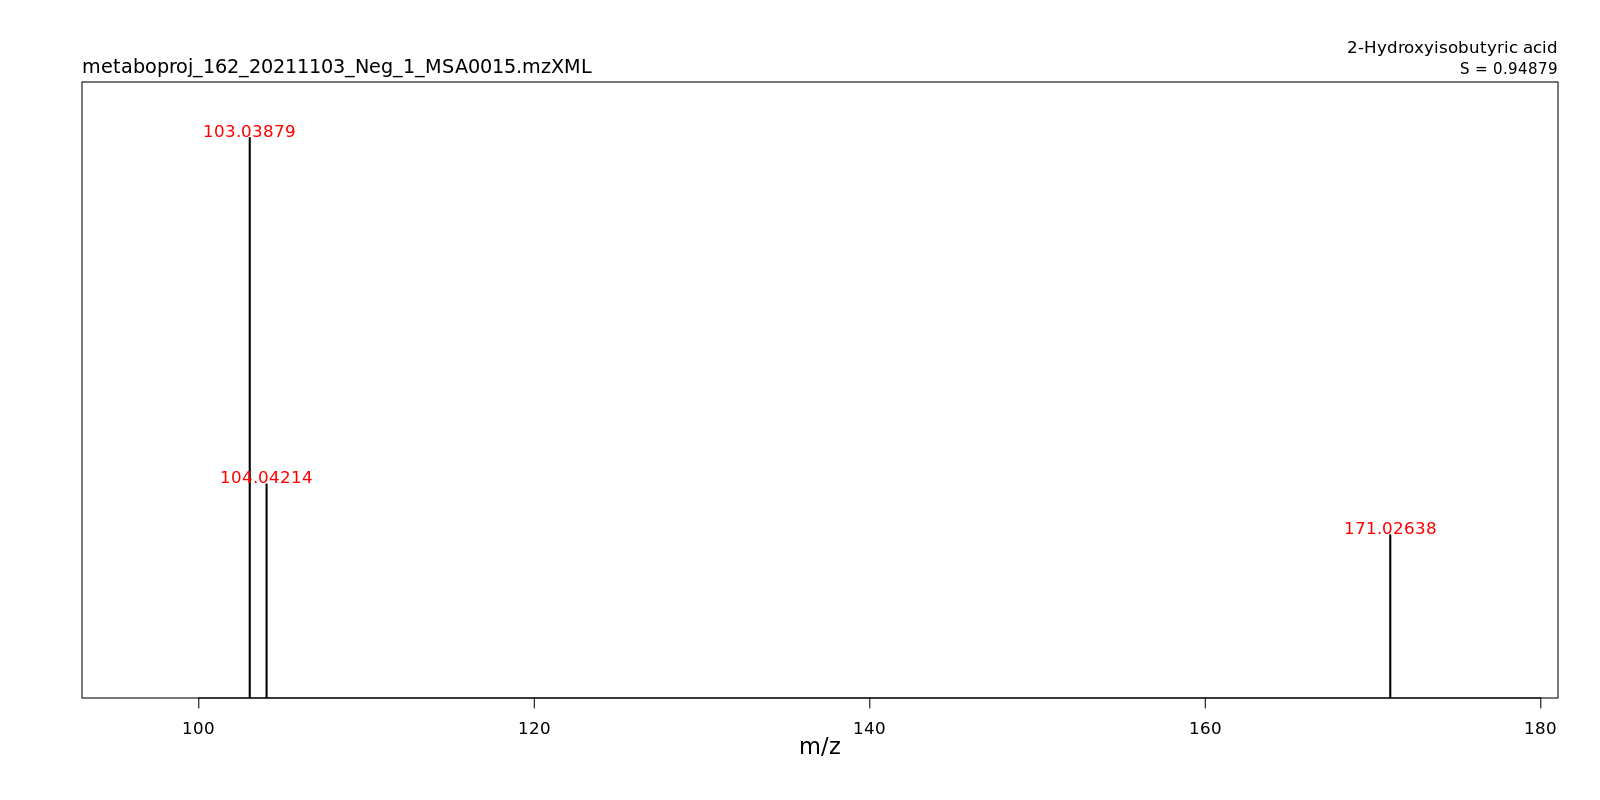 2-Hydroxyisobutyric acid
metaboproj_162_20211103_Neg_1_MSA0015.mzXML
S = 0.94879
103.03879
104.04214
171.02638
100 120 140 160 180
m/z